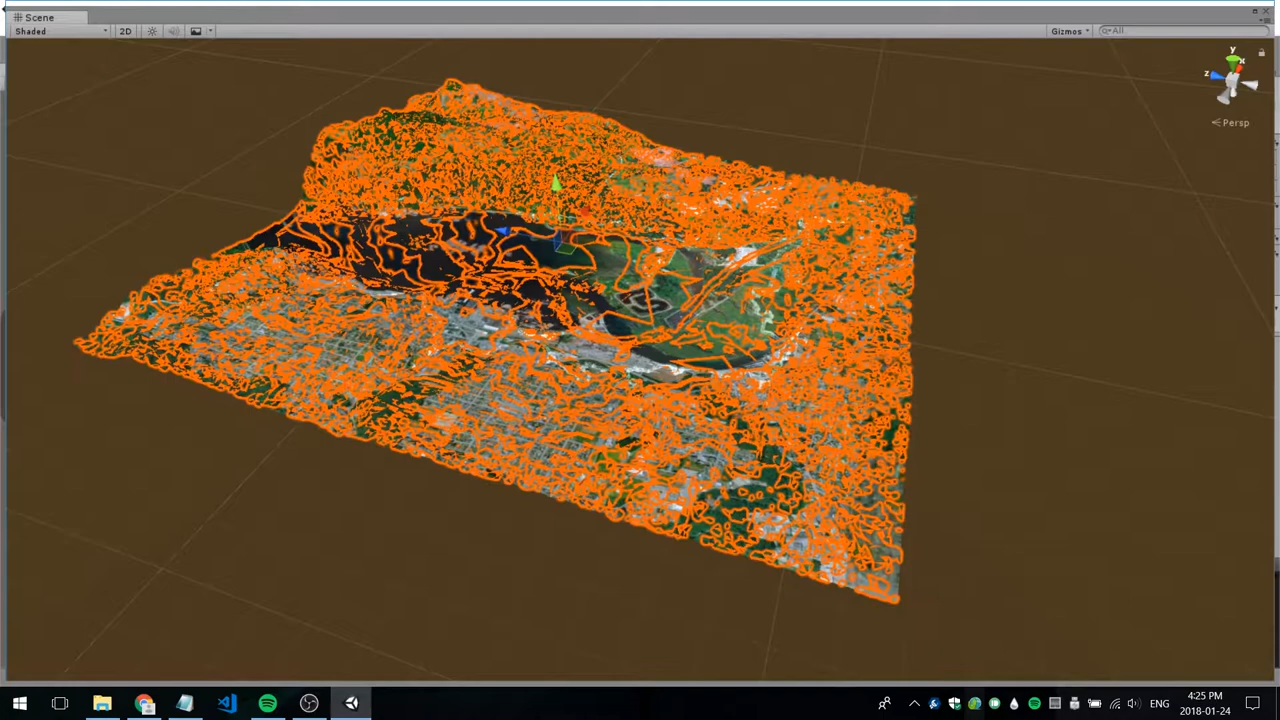 Scene
Shaded
2D
Gizmos
All
y
x
z
Persp
ENG
4:25 PM
2018-01-24